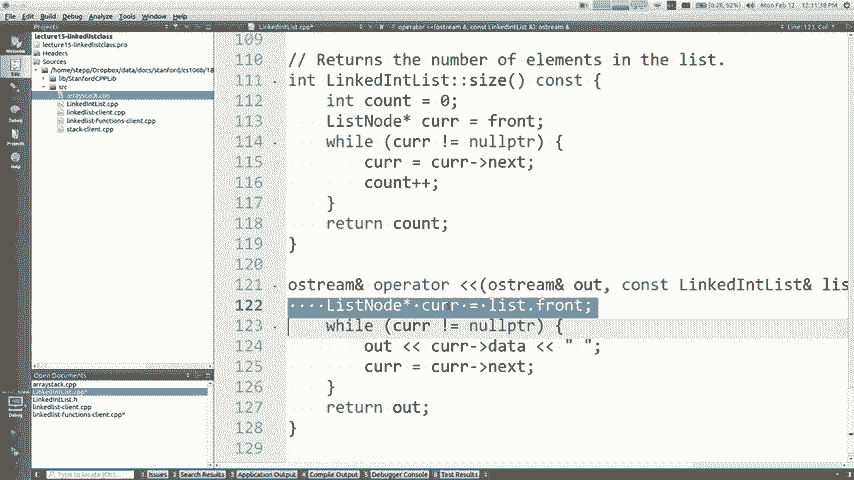 LinkedIntList.cpp*
operator <<(ostream &, const LinkedIntList &): ostream &
Line: 121, Col: 1
(0:28, 92%)
Mon Feb 12, 12:11:39 PM
File Edit Build Debug Analyze Tools Window Help
Projects
lecture15-linkedlistclass
lecture15-linkedlistclass.pro
Headers
Sources
/home/stepp/Dropbox/data/docs/stanford/cs106b/18
lib/StanfordCPPLib
src
arraystack.cpp
LinkedIntList.cpp
linkedlist-client.cpp
linkedlist-functions-client.cpp
stack-client.cpp
Welcome
Edit
Debug
Projects
Help
109
110 // Returns the number of elements in the list.
111 int LinkedIntList::size() const {
112 int count = 0;
113 ListNode* curr = front;
114 while (curr != nullptr) {
115 curr = curr->next;
116 count++;
117 }
118 return count;
119 }
120
121 ostream& operator <<(ostream& out, const LinkedIntList& lis
122 ListNode* curr = list.front;
123 while (curr != nullptr) {
124 out << curr->data << " ";
125 curr = curr->next;
126 }
127 return out;
128 }
129
Open Documents
arraystack.cpp
LinkedIntList.cpp*
LinkedIntList.h
linkedlist-client.cpp
linkedlist-functions-client.cpp*
Debug
Type to locate (Ctrl...
1 Issues
2 Search Results
3 Application Output
4 Compile Output
5 Debugger Console
8 Test Results